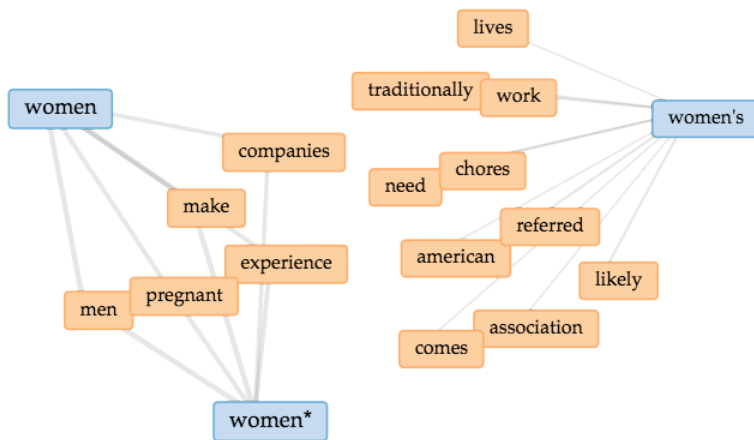 lives
traditionally work
women
women's
companies
chores
need
make
referred
american
experience
likely
pregnant
men
association
comes
women*